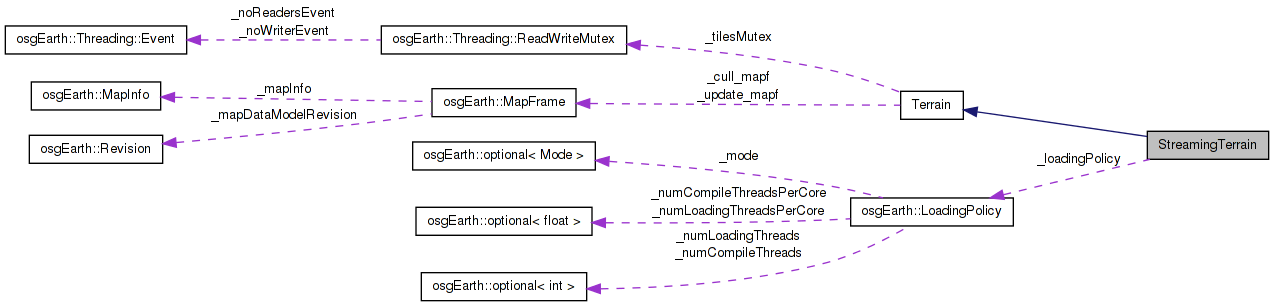 _noReadersEvent
_noWriterEvent
osgEarth::Threading::Event
osgEarth::Threading::ReadWriteMutex
_tilesMutex
_cull_mapf
_update_mapf
osgEarth::MapInfo
_mapInfo
osgEarth::MapFrame
Terrain
_mapDataModelRevision
osgEarth::Revision
StreamingTerrain
osgEarth::optional< Mode >
_mode
_loadingPolicy
_numCompileThreadsPerCore
_numLoadingThreadsPerCore
osgEarth::optional< float >
osgEarth::LoadingPolicy
_numLoadingThreads
_numCompileThreads
osgEarth::optional< int >